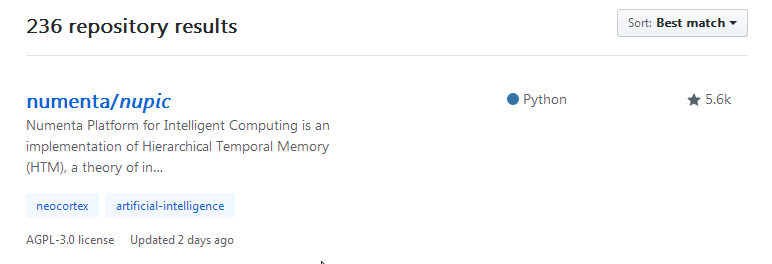 236 repository results
Sort: Best match
numenta/nupic
Python
5.6k
Numenta Platform for Intelligent Computing is an
implementation of Hierarchical Temporal Memory
(HTM), a theory of in...
neocortex
artificial-intelligence
AGPL-3.0 license
Updated 2 days ago